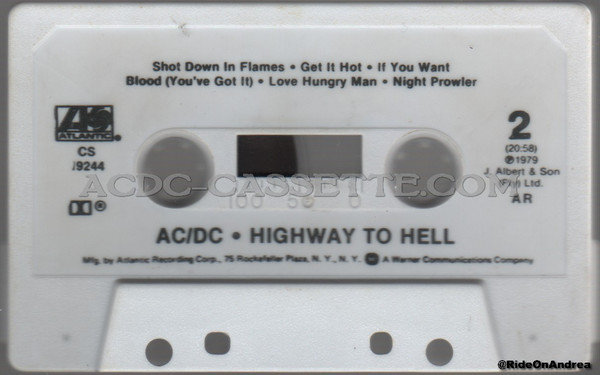 Shot Down In Flames • Get It Hot • If You Want
Blood (You've Got It) • Love Hungry Man • Night Prowler
ATLANTIC
CS
19244
2
(20:58)
℗1979
J. Albert & Son
(Pty) Ltd.
AR
ACDC-CASSETTE.COM
100 50 0
AC/DC • HIGHWAY TO HELL
Mfg. by Atlantic Recording Corp., 75 Rockefeller Plaza, N.Y., N.Y. A Warner Communications Company
@RideOnAndrea